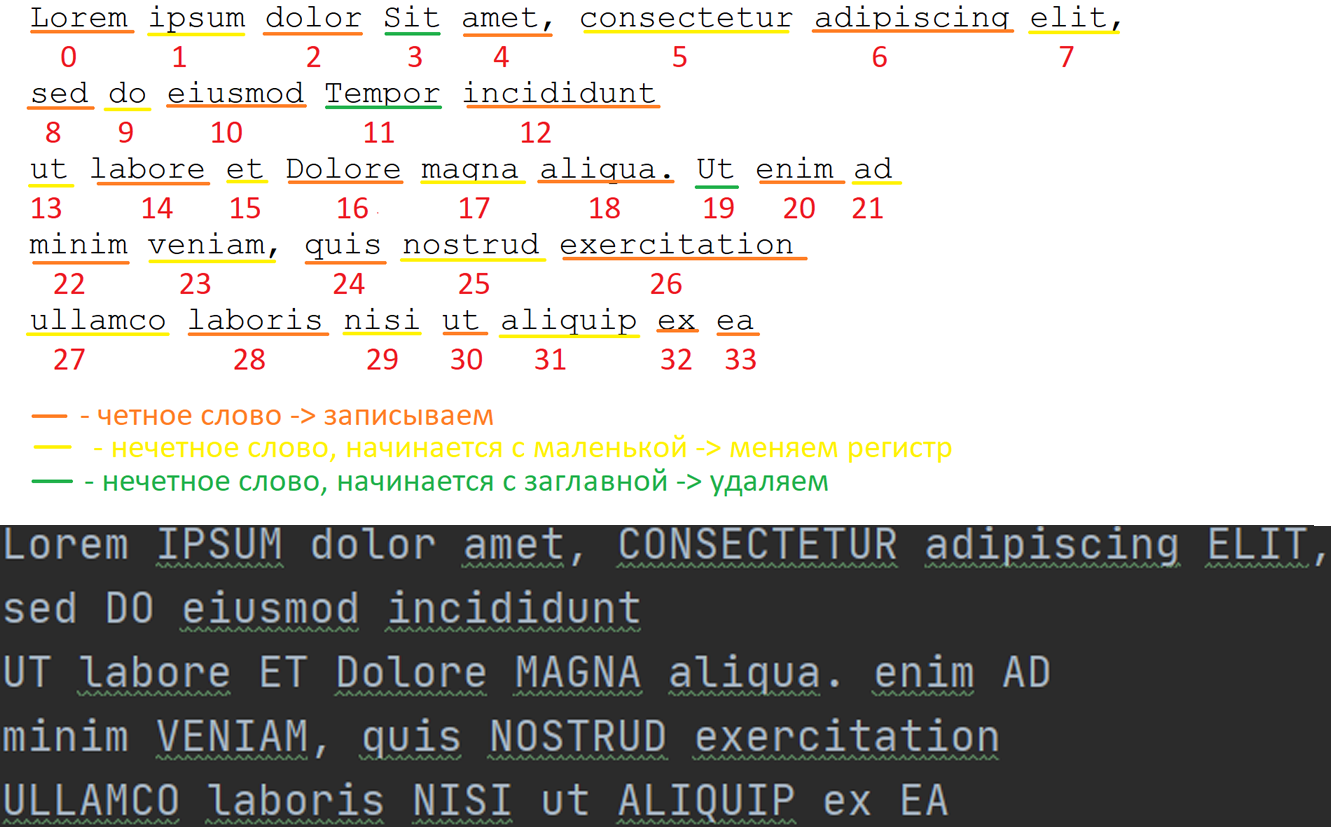 Lorem ipsum dolor Sit amet, consectetur adipiscing elit,
0 1 2 3 4 5 6 7
sed do eiusmod Tempor incididunt
8 9 10 11 12
ut labore et Dolore magna aliqua. Ut enim ad
13 14 15 16 17 18 19 20 21
minim veniam, quis nostrud exercitation
22 23 24 25 26
ullamco laboris nisi ut aliquip ex ea
27 28 29 30 31 32 33
- четное слово -> записываем
- нечетное слово, начинается с маленькой -> меняем регистр
- нечетное слово, начинается с заглавной -> удаляем
Lorem IPSUM dolor amet, CONSECTETUR adipiscing ELIT,
sed DO eiusmod incididunt
UT labore ET Dolore MAGNA aliqua. enim AD
minim VENIAM, quis NOSTRUD exercitation
ULLAMCO laboris NISI ut ALIQUIP ex EA